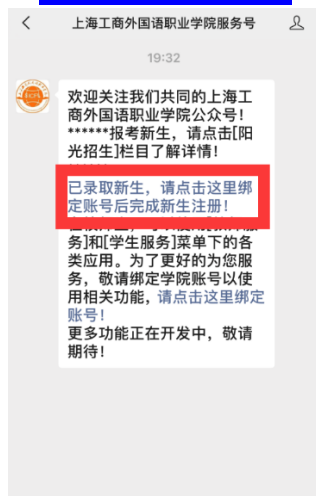 上海工商外国语职业学院服务号
19:32
欢迎关注我们共同的上海工
商外国语职业学院公众号！
******报考新生，请点击[阳
光招生]栏目了解详情！
已录取新生，请点击这里绑
定账号后完成新生注册！
务]和[学生服务]菜单下的各
类应用。为了更好的为您服
务，敬请绑定学院账号以使
用相关功能，请点击这里绑定
账号！
更多功能正在开发中，敬请
期待！